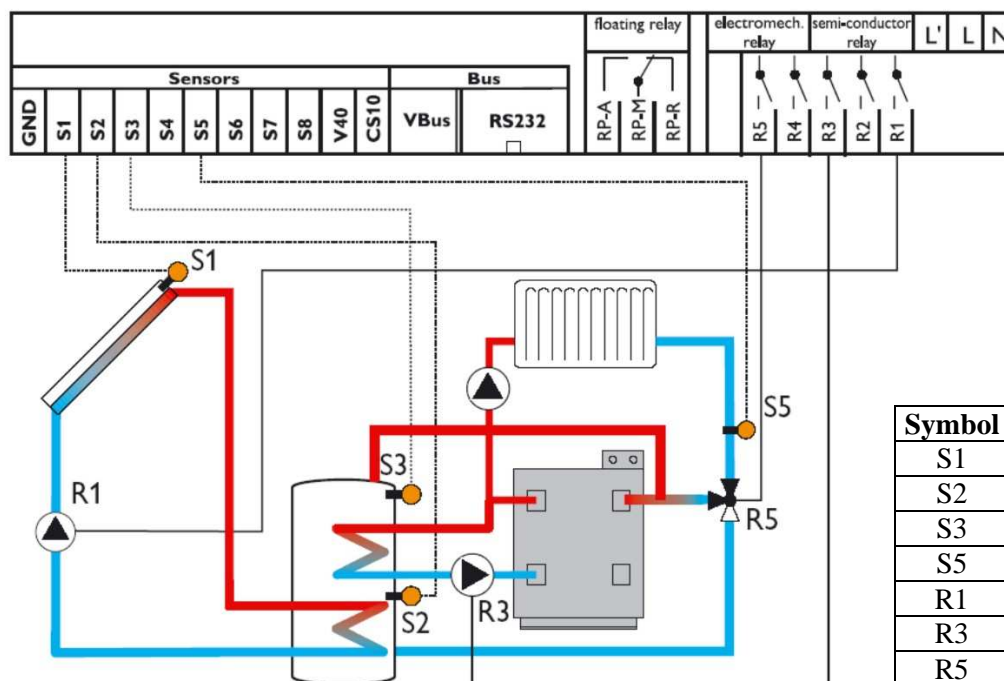 floating relay
electromech. relay
semi-conductor relay
L' L N
Sensors
Bus
GND S1 S2 S3 S4 S5 S6 S7 S8 V40 CS10 VBus RS232
RP-A RP-M RP-R
R5 R4 R3 R2 R1
S1
S5
S3
R1
R5
S2
R3
Symbol
S1
S2
S3
S5
R1
R3
R5